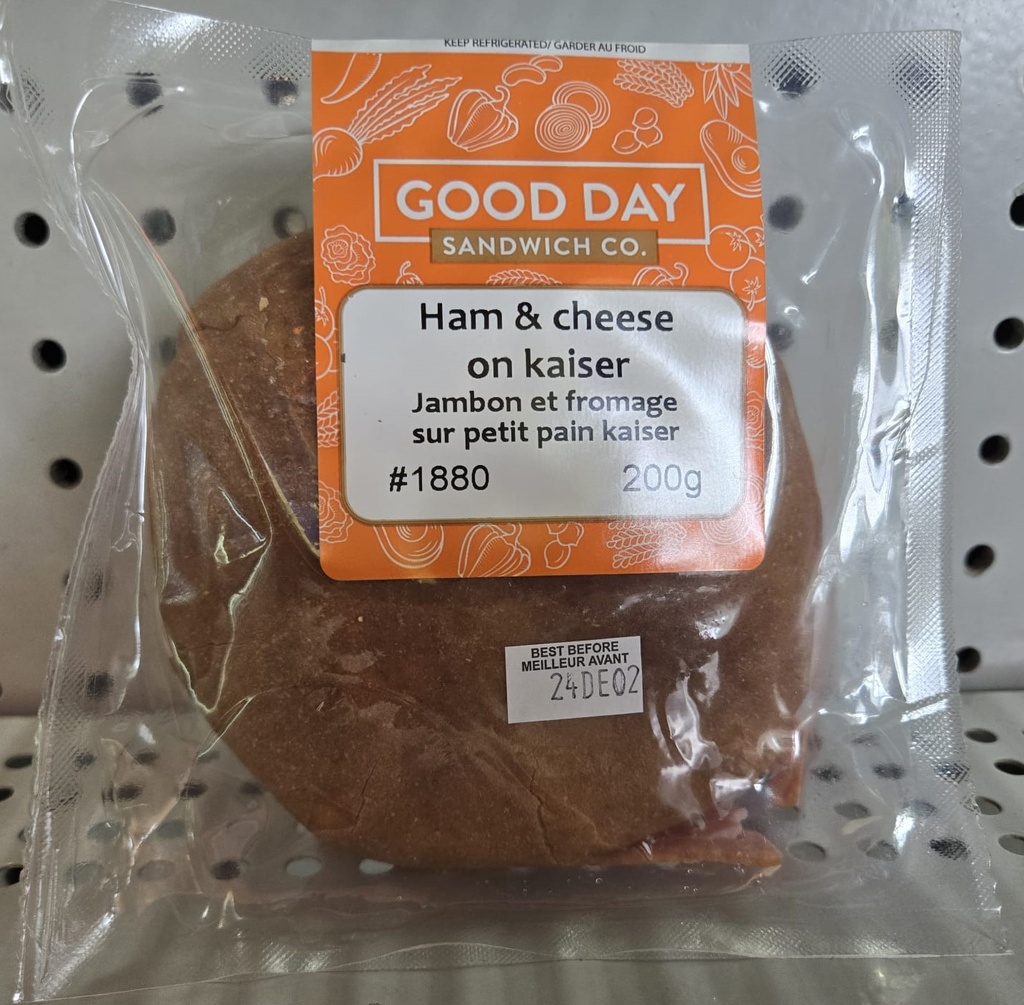 KEEP REFRIGERATED/ GARDER AU FROID
GOOD DAY
SANDWICH CO.
Ham & cheese
on kaiser
Jambon et fromage
sur petit pain kaiser
#1880 200g
BEST BEFORE
MEILLEUR AVANT
24DE02